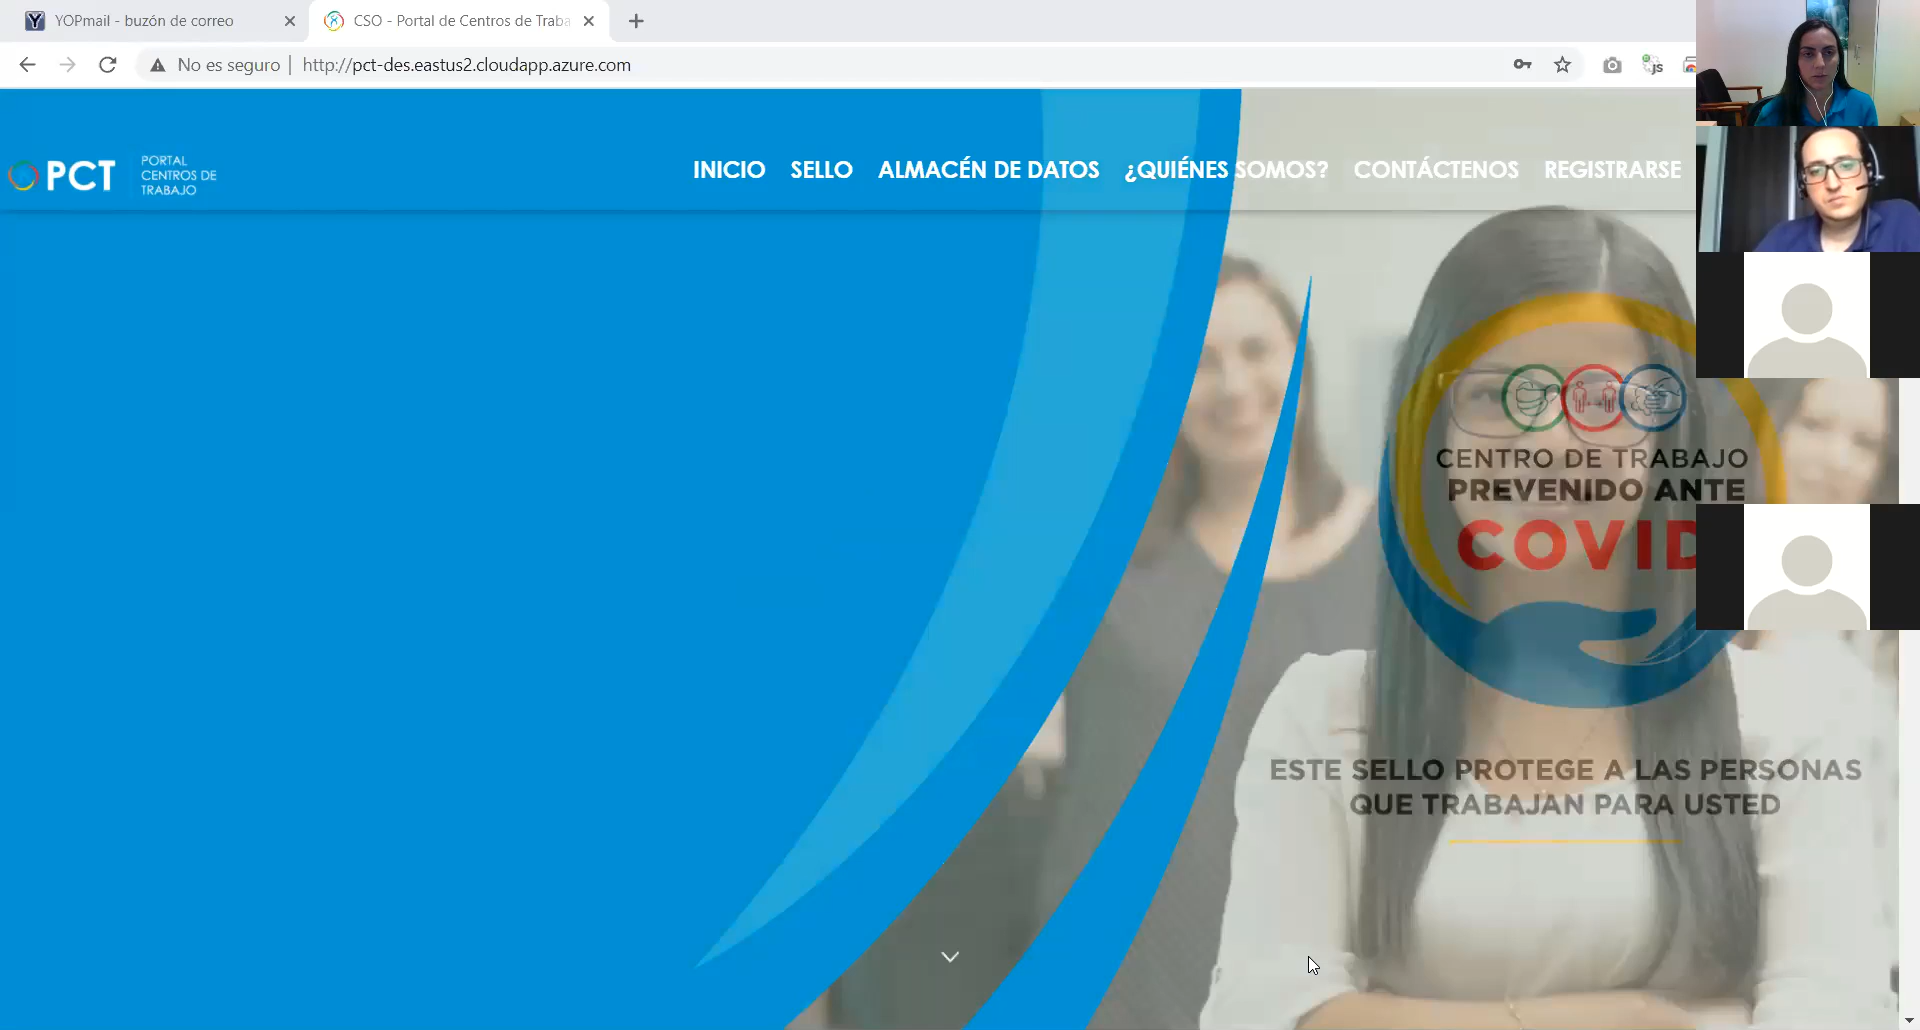 YOPmail - buzón de correo
CSO - Portal de Centros de Traba
No es seguro
http://pct-des.eastus2.cloudapp.azure.com
JS
PCT
PORTAL
CENTROS DE
TRABAJO
INICIO
SELLO
ALMACÉN DE DATOS
¿QUIÉNES SOMOS?
CONTÁCTENOS
REGISTRARSE
CENTRO DE TRABAJO
PREVENIDO ANTE
COVID
ESTE SELLO PROTEGE A LAS PERSONAS
QUE TRABAJAN PARA USTED